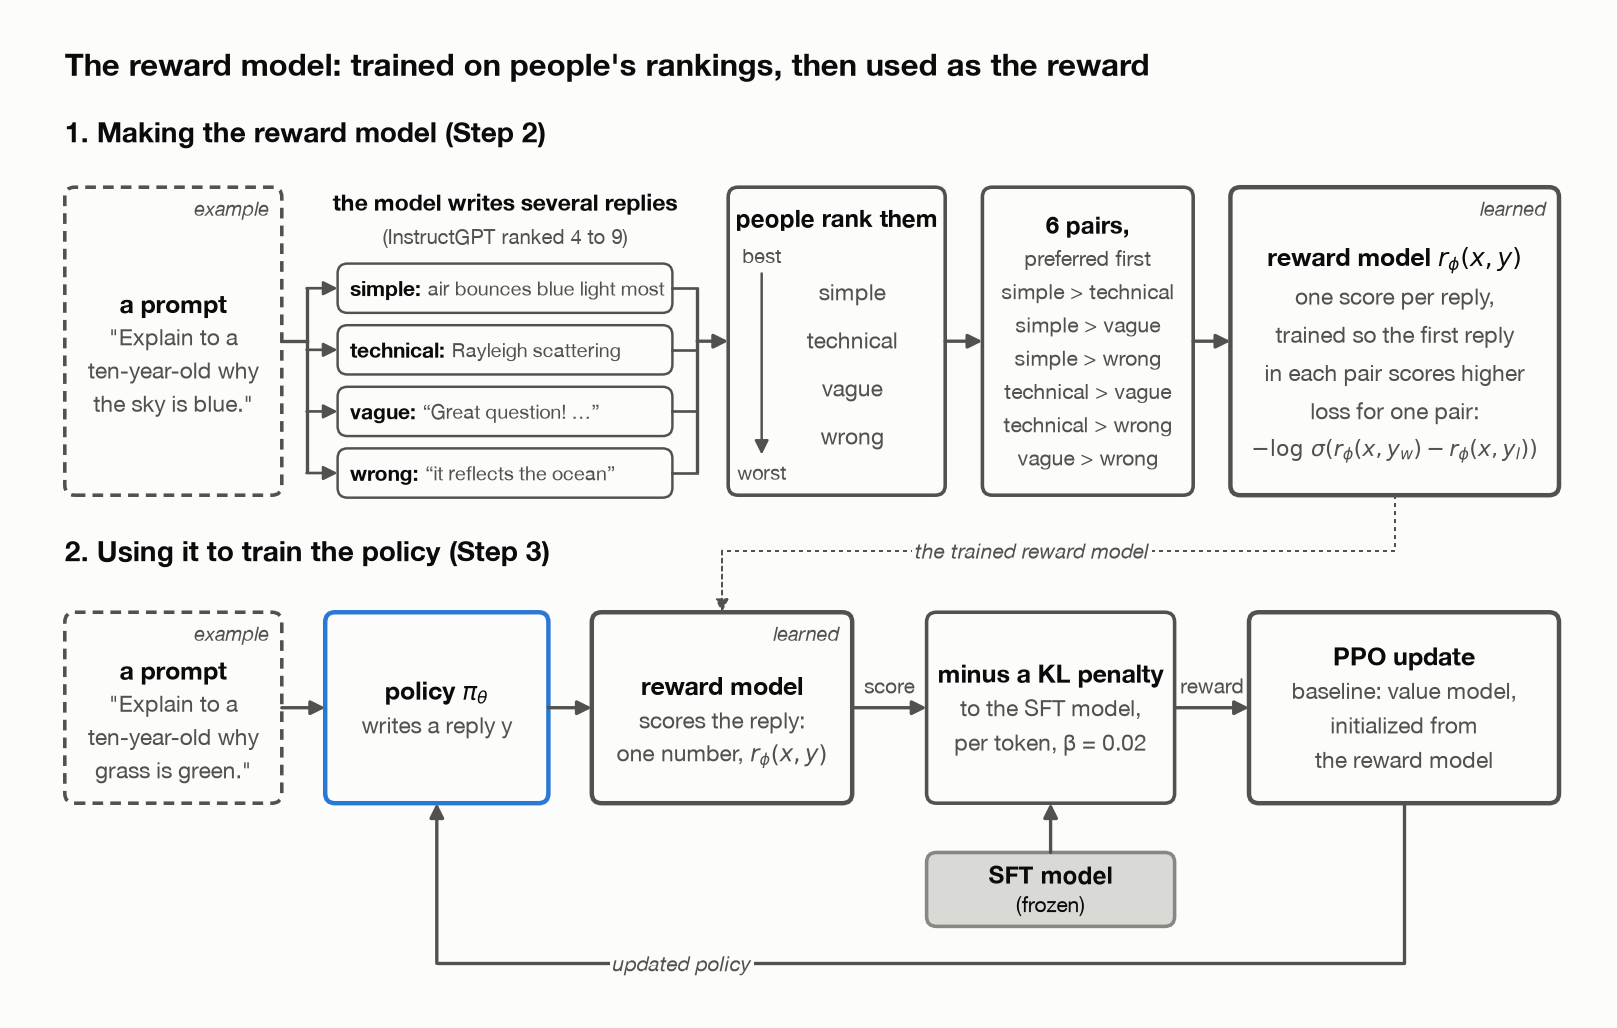 The reward model: trained on people's rankings, then used as the reward
1. Making the reward model (Step 2)
example
a prompt
"Explain to a
ten-year-old why
the sky is blue."
the model writes several replies
(InstructGPT ranked 4 to 9)
simple: air bounces blue light most
technical: Rayleigh scattering
vague: “Great question! …”
wrong: “it reflects the ocean”
people rank them
best
simple
technical
vague
wrong
worst
6 pairs,
preferred first
simple > technical
simple > vague
simple > wrong
technical > vague
technical > wrong
vague > wrong
learned
reward model r_ϕ(x, y)
one score per reply,
trained so the first reply
in each pair scores higher
loss for one pair:
−log σ(r_ϕ(x, y_w) − r_ϕ(x, y_l))
the trained reward model
2. Using it to train the policy (Step 3)
example
a prompt
"Explain to a
ten-year-old why
grass is green."
policy π_θ
writes a reply y
learned
reward model
scores the reply:
one number, r_ϕ(x, y)
score
minus a KL penalty
to the SFT model,
per token, β = 0.02
reward
PPO update
baseline: value model,
initialized from
the reward model
SFT model
(frozen)
updated policy